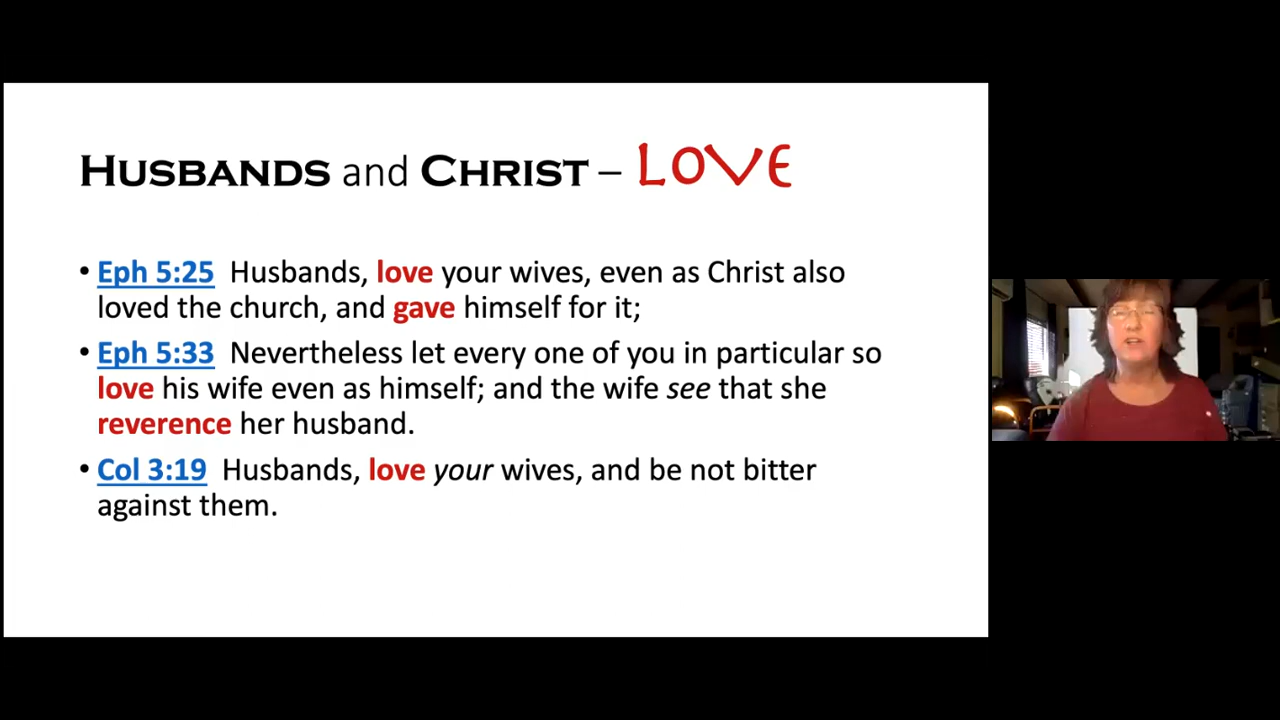 HUSBANDS and CHRIST – LOVE
• Eph 5:25 Husbands, love your wives, even as Christ also
loved the church, and gave himself for it;
• Eph 5:33 Nevertheless let every one of you in particular so
love his wife even as himself; and the wife see that she
reverence her husband.
• Col 3:19 Husbands, love your wives, and be not bitter
against them.